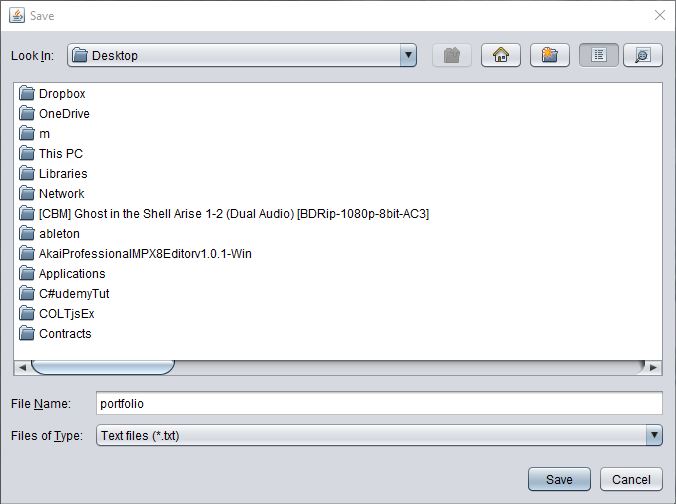 Save
Look In: Desktop
Dropbox
OneDrive
m
This PC
Libraries
Network
[CBM] Ghost in the Shell Arise 1-2 (Dual Audio) [BDRip-1080p-8bit-AC3]
ableton
AkaiProfessionalMPX8Editorv1.0.1-Win
Applications
C#udemyTut
COLTjsEx
Contracts
File Name: portfolio
Files of Type: Text files (*.txt)
Save Cancel